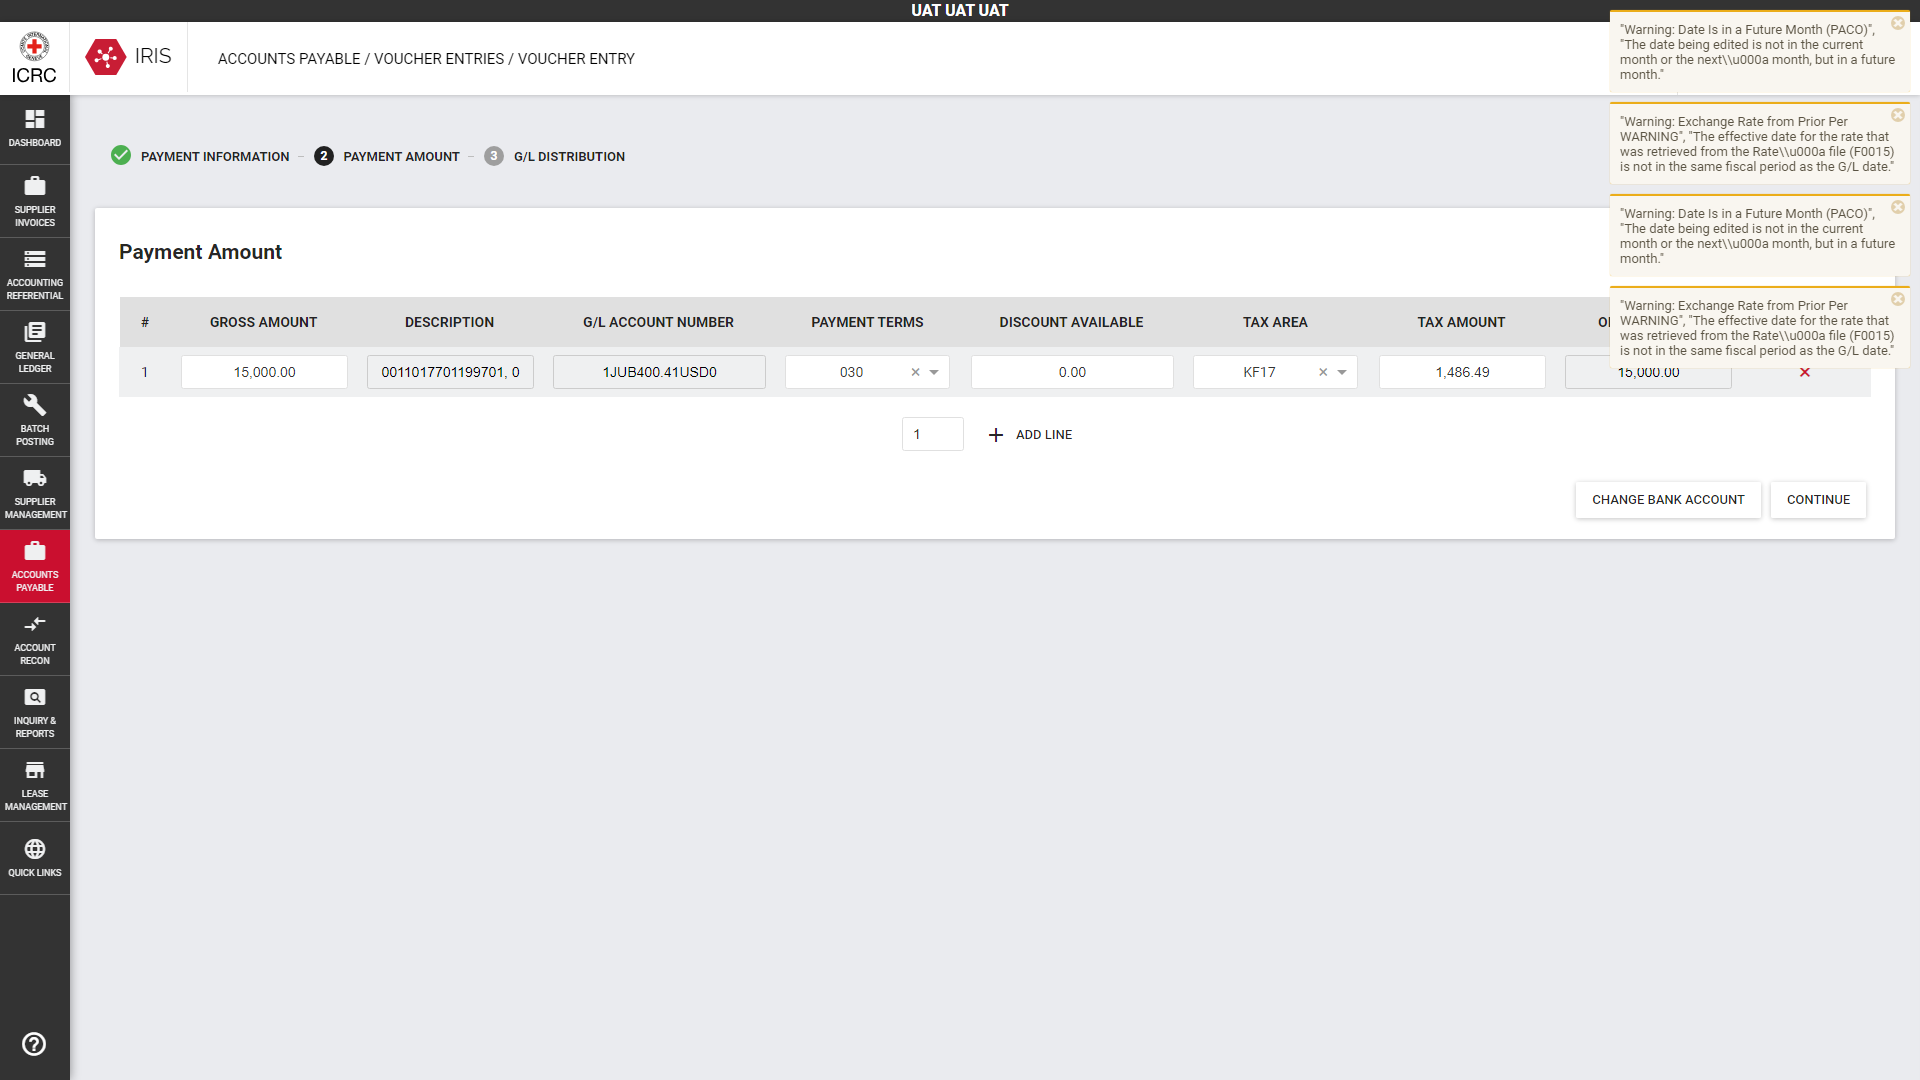 UAT UAT UAT
ICRC
IRIS
ACCOUNTS PAYABLE / VOUCHER ENTRIES / VOUCHER ENTRY
"Warning: Date Is in a Future Month (PACO)",
"The date being edited is not in the current
month or the next\\u000a month, but in a future
month."
"Warning: Exchange Rate from Prior Per
WARNING", "The effective date for the rate that
was retrieved from the Rate\\u000a file (F0015)
is not in the same fiscal period as the G/L date."
"Warning: Date Is in a Future Month (PACO)",
"The date being edited is not in the current
month or the next\\u000a month, but in a future
month."
"Warning: Exchange Rate from Prior Per
WARNING", "The effective date for the rate that
was retrieved from the Rate\\u000a file (F0015)
is not in the same fiscal period as the G/L date."
DASHBOARD
SUPPLIER
INVOICES
ACCOUNTING
REFERENTIAL
GENERAL
LEDGER
BATCH
POSTING
SUPPLIER
MANAGEMENT
ACCOUNTS
PAYABLE
ACCOUNT
RECON
INQUIRY &
REPORTS
LEASE
MANAGEMENT
QUICK LINKS
PAYMENT INFORMATION 2 PAYMENT AMOUNT 3 G/L DISTRIBUTION
Payment Amount
# GROSS AMOUNT DESCRIPTION G/L ACCOUNT NUMBER PAYMENT TERMS DISCOUNT AVAILABLE TAX AREA TAX AMOUNT
1 15,000.00 0011017701199701, 0 1JUB400.41USD0 030 0.00 KF17 1,486.49 15,000.00
1 ADD LINE
CHANGE BANK ACCOUNT CONTINUE